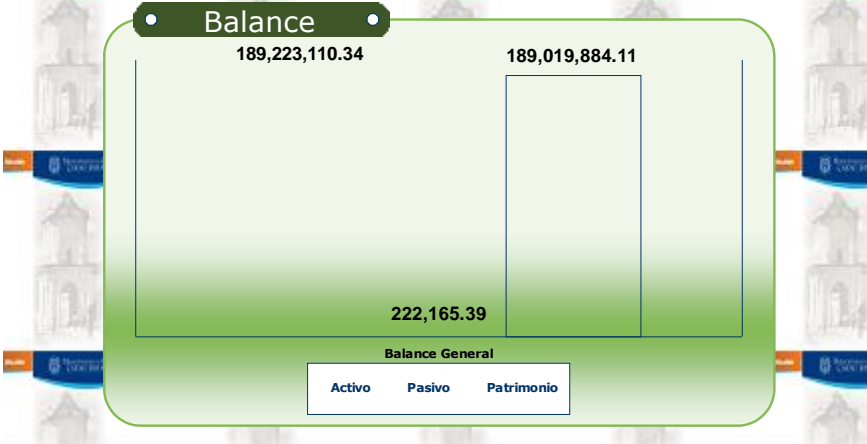 Balance
189,223,110.34
189,019,884.11
222,165.39
Balance General
Activo Pasivo Patrimonio